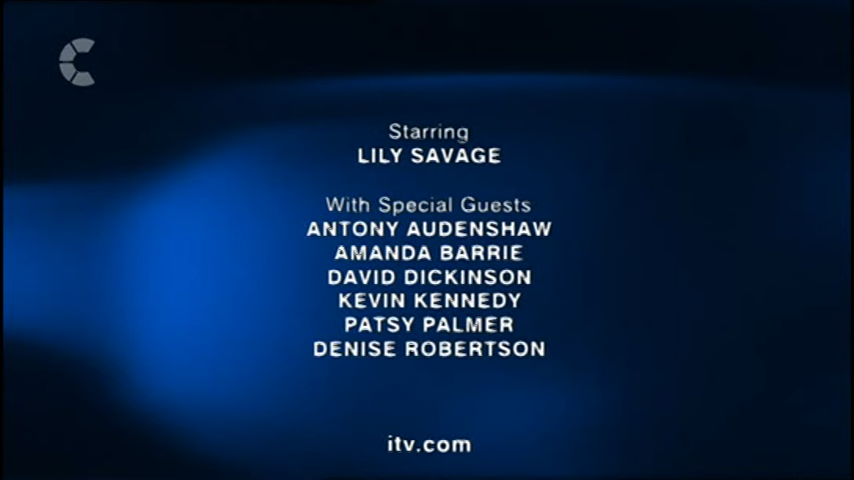 Starring
LILY SAVAGE
With Special Guests
ANTONY AUDENSHAW
AMANDA BARRIE
DAVID DICKINSON
KEVIN KENNEDY
PATSY PALMER
DENISE ROBERTSON
itv.com